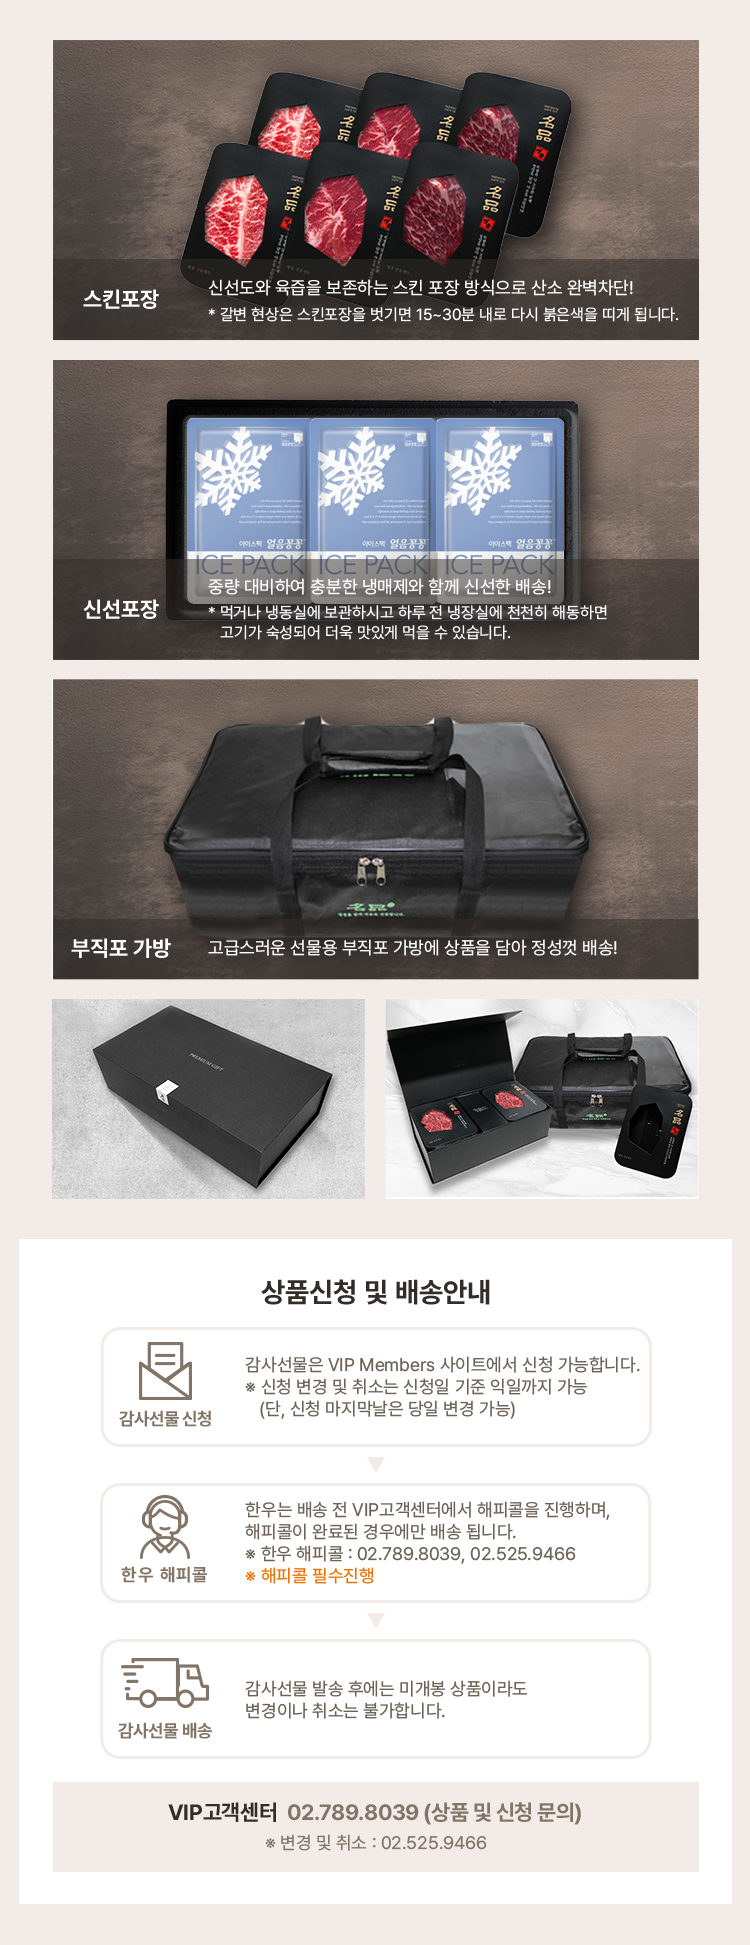 명품
명품
명품
명품
명품
명품
스킨포장
신선도와 육즙을 보존하는 스킨 포장 방식으로 산소 완벽차단!
* 갈변 현상은 스킨포장을 벗기면 15~30분 내로 다시 붉은색을 띠게 됩니다.
아이스팩 얼음꽁꽁
아이스팩 얼음꽁꽁
아이스팩 얼음꽁꽁
ICE PACK
ICE PACK
ICE PACK
신선포장
중량 대비하여 충분한 냉매제와 함께 신선한 배송!
* 먹거나 냉동실에 보관하시고 하루 전 냉장실에 천천히 해동하면
고기가 숙성되어 더욱 맛있게 먹을 수 있습니다.
名品
부직포 가방
고급스러운 선물용 부직포 가방에 상품을 담아 정성껏 배송!
PREMIUM GIFT
名品
명품
상품신청 및 배송안내
감사선물 신청
감사선물은 VIP Members 사이트에서 신청 가능합니다.
※ 신청 변경 및 취소는 신청일 기준 익일까지 가능
(단, 신청 마지막날은 당일 변경 가능)
한우 해피콜
한우는 배송 전 VIP고객센터에서 해피콜을 진행하며,
해피콜이 완료된 경우에만 배송 됩니다.
※ 한우 해피콜 : 02.789.8039, 02.525.9466
※ 해피콜 필수진행
감사선물 배송
감사선물 발송 후에는 미개봉 상품이라도
변경이나 취소는 불가합니다.
VIP고객센터 02.789.8039 (상품 및 신청 문의)
※ 변경 및 취소 : 02.525.9466